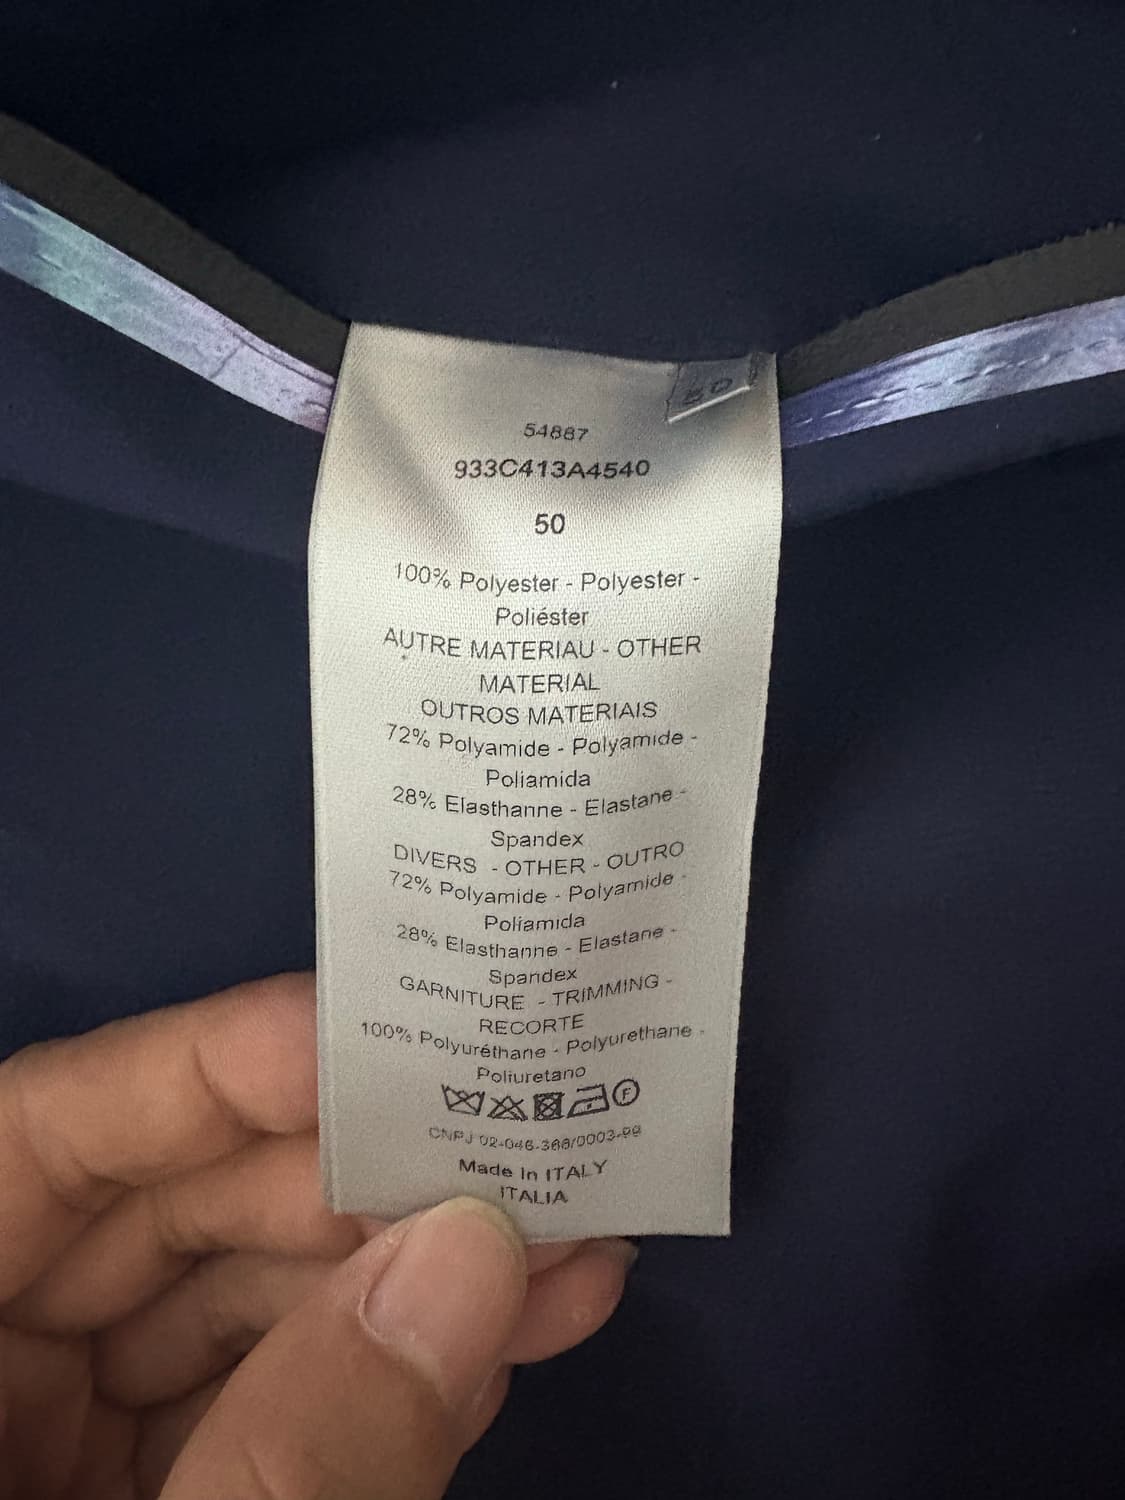 50
54887
933C413A4540
50
100% Polyester - Polyester -
Poliéster
AUTRE MATERIAU - OTHER
MATERIAL
OUTROS MATERIAIS
72% Polyamide - Polyamide -
Poliamida
28% Elasthanne - Elastane -
Spandex
DIVERS - OTHER - OUTRO
72% Polyamide - Polyamide -
Poliamida
28% Elasthanne - Elastane -
Spandex
GARNITURE - TRIMMING -
RECORTE
100% Polyuréthane - Polyurethane -
Poliuretano
F
CNPJ 02-046-366/0003-99
Made In ITALY
ITALIA